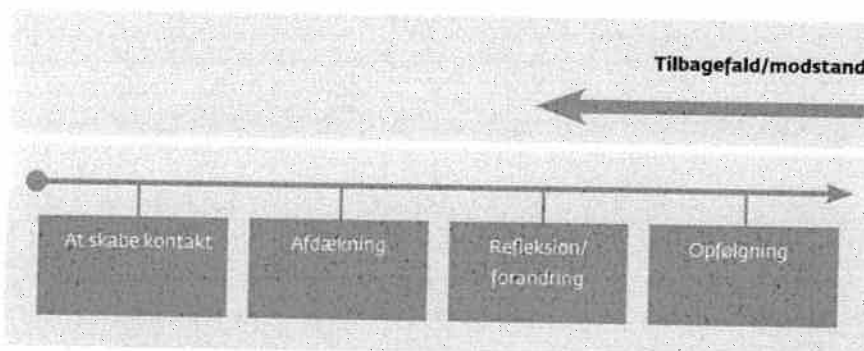 Tilbagefald/modstand
At skabe kontakt
Afdækning
Refleksion/
forandring
Opfølgning